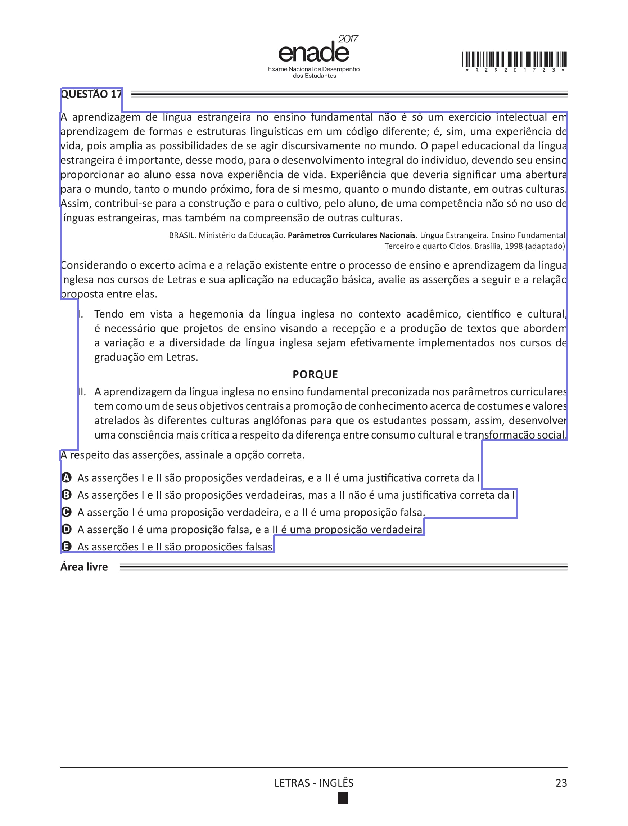 enade 2017
Exame Nacional de Desempenho
dos Estudantes
*R2320172 3*
QUESTÃO 17
A aprendizagem de língua estrangeira no ensino fundamental não é só um exercício intelectual em
aprendizagem de formas e estruturas linguísticas em um código diferente; é, sim, uma experiência de
vida, pois amplia as possibilidades de se agir discursivamente no mundo. O papel educacional da língua
estrangeira é importante, desse modo, para o desenvolvimento integral do indivíduo, devendo seu ensino
proporcionar ao aluno essa nova experiência de vida. Experiência que deveria significar uma abertura
para o mundo, tanto o mundo próximo, fora de si mesmo, quanto o mundo distante, em outras culturas.
Assim, contribui-se para a construção e para o cultivo, pelo aluno, de uma competência não só no uso de
línguas estrangeiras, mas também na compreensão de outras culturas.
BRASIL. Ministério da Educação. Parâmetros Curriculares Nacionais. Língua Estrangeira. Ensino Fundamental.
Terceiro e quarto Ciclos. Brasília, 1998 (adaptado).
Considerando o excerto acima e a relação existente entre o processo de ensino e aprendizagem da língua
inglesa nos cursos de Letras e sua aplicação na educação básica, avalie as asserções a seguir e a relação
proposta entre elas.
I. Tendo em vista a hegemonia da língua inglesa no contexto acadêmico, científico e cultural,
é necessário que projetos de ensino visando a recepção e a produção de textos que abordem
a variação e a diversidade da língua inglesa sejam efetivamente implementados nos cursos de
graduação em Letras.
PORQUE
II. A aprendizagem da língua inglesa no ensino fundamental preconizada nos parâmetros curriculares
tem como um de seus objetivos centrais a promoção de conhecimento acerca de costumes e valores
atrelados às diferentes culturas anglófonas para que os estudantes possam, assim, desenvolver
uma consciência mais crítica a respeito da diferença entre consumo cultural e transformação social.
A respeito das asserções, assinale a opção correta.
A As asserções I e II são proposições verdadeiras, e a II é uma justificativa correta da I.
B As asserções I e II são proposições verdadeiras, mas a II não é uma justificativa correta da I.
C A asserção I é uma proposição verdadeira, e a II é uma proposição falsa.
D A asserção I é uma proposição falsa, e a II é uma proposição verdadeira.
E As asserções I e II são proposições falsas.
Área livre
LETRAS - INGLÊS
23